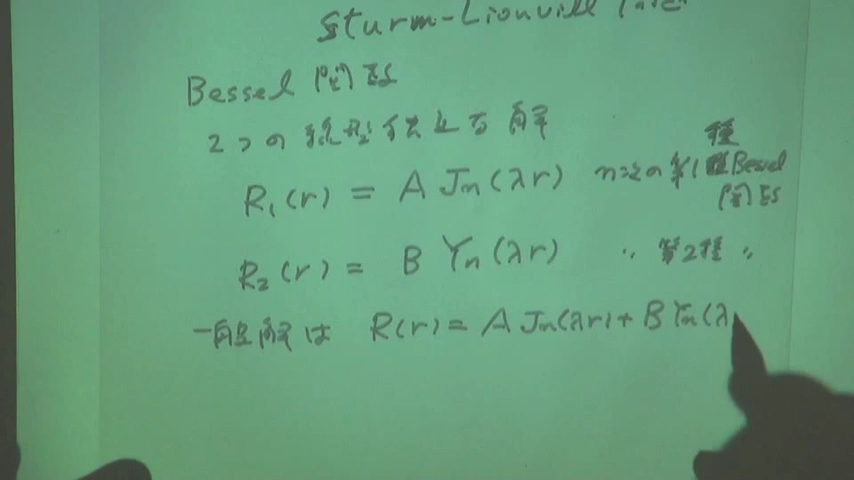 Sturm-Liouvill
Bessel 関数
2つの線型独立な解
R₁(r) = A Jn(λr) n次の第1種Bessel関数
R₂(r) = B Yn(λr) 〃 第2種 〃
一般解は R(r) = A Jn(λr) + B Yn(λ